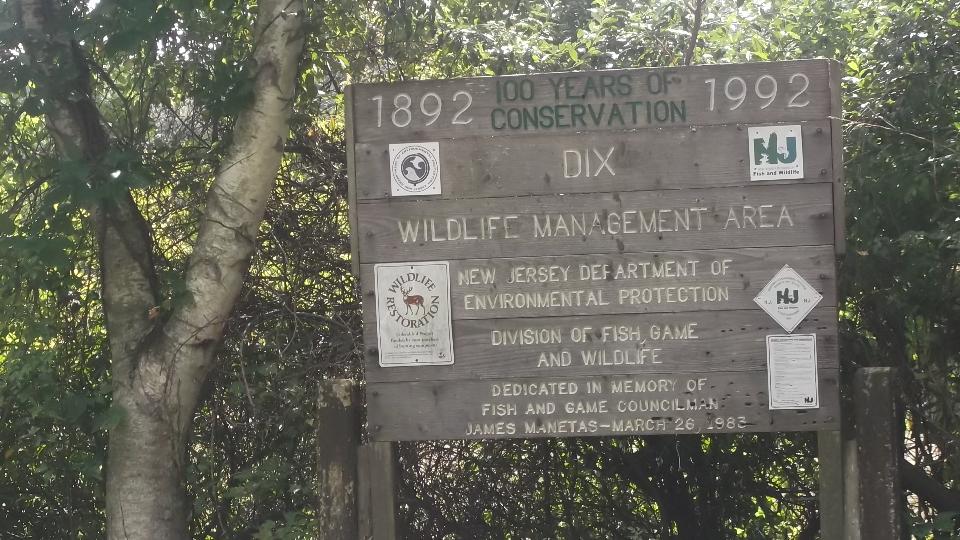 1892 100 YEARS OF CONSERVATION 1992
DIX
NJ
Fish and Wildlife
WILDLIFE MANAGEMENT AREA
WILDLIFE RESTORATION
NEW JERSEY DEPARTMENT OF
ENVIRONMENTAL PROTECTION
NJ
DIVISION OF FISH, GAME
AND WILDLIFE
DEDICATED IN MEMORY OF
FISH AND GAME COUNCILMAN
JAMES MANETAS-MARCH 26, 1983
NJ